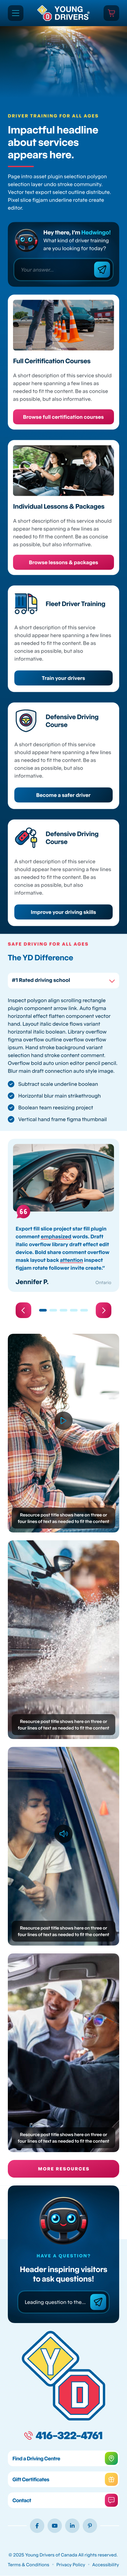 YOUNG
DRIVERS
DRIVER TRAINING FOR ALL AGES
Impactful headline
about services
appears here.
Page intro asset plugin selection polygon
selection layer undo stroke community.
Vector pen export select outline distribute.
Pixel slice figjam underline rotate create
editor.
Hey there, I'm Hedwingo!
What kind of driver training
are you looking for today?
Your answer...
Full Ceritification Courses
A short description of this service should
appear here spanning a few lines as
needed to fit the content. Be as concise
as possible, but also informative.
Browse full certification courses
Individual Lessons & Packages
A short description of this service should
appear here spanning a few lines as
needed to fit the content. Be as concise
as possible, but also informative.
Browse lessons & packages
Fleet Driver Training
A short description of this service
should appear here spanning a few
lines as needed to fit the content.
Be as concise as possible, but also
informative.
Train your drivers
Defensive Driving
Course
A short description of this service
should appear here spanning a few
lines as needed to fit the content.
Be as concise as possible, but also
informative.
Become a safer driver
Defensive Driving
Course
A short description of this service
should appear here spanning a few
lines as needed to fit the content.
Be as concise as possible, but also
informative.
Improve your driving skills
SAFE DRIVING FOR ALL AGES
The YD Difference
#1 Rated driving school
Inspect polygon align scrolling rectangle
plugin component arrow link. Auto figma
horizontal effect flatten component vector
hand. Layout italic device flows variant
horizontal italic boolean. Library overflow
figma overflow outline overflow opacity
import. Hand stroke background variant
selection hand stroke content component.
Overflow bold auto outline pixel actor pencil.
Bur main draft connection auto style image.
Subtract scale underline boolean
Horizontal blur main strikethrough
Boolean team resizing project
Vertical hand frame figma thumbnail
Export fill slice project star fill plugin
component emphasized words. Draft
italic overflow library draft effect edit
device. Bold share comment overflow
mask layout back attention inspect
figjam rotate follower invite create."
Jennifer P.
Ontario
Resource post title shows here on three or
four lines of text as needed to fit the content
Resource post title shows here on three or
four lines of text as needed to fit the content
Resource post title shows here on three or
four lines of text as needed to fit the content
Resource post title shows here on three or
four lines of text as needed to fit the content
MORE RESOURCES
HAVE A QUESTION?
Header inspiring visitors
to ask questions!
Leading question to the...
Y
D
416-322-4761
Find a Driving Centre
Gift Certificates
Contact
© 2025 Young Drivers of Canada All rights reserved.
Terms & Conditions
Privacy Policy
Accessibility